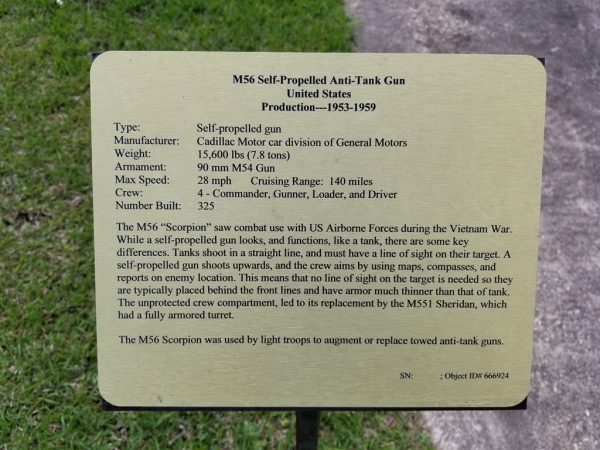 M56 Self-Propelled Anti-Tank Gun
United States
Production---1953-1959
Type: Self-propelled gun
Manufacturer: Cadillac Motor car division of General Motors
Weight: 15,600 lbs (7.8 tons)
Armament: 90 mm M54 Gun
Max Speed: 28 mph Cruising Range: 140 miles
Crew: 4 - Commander, Gunner, Loader, and Driver
Number Built: 325
The M56 “Scorpion” saw combat use with US Airborne Forces during the Vietnam War.
While a self-propelled gun looks, and functions, like a tank, there are some key
differences. Tanks shoot in a straight line, and must have a line of sight on their target. A
self-propelled gun shoots upwards, and the crew aims by using maps, compasses, and
reports on enemy location. This means that no line of sight on the target is needed so they
are typically placed behind the front lines and have armor much thinner than that of tank.
The unprotected crew compartment, led to its replacement by the M551 Sheridan, which
had a fully armored turret.
The M56 Scorpion was used by light troops to augment or replace towed anti-tank guns.
SN: ; Object ID# 666924